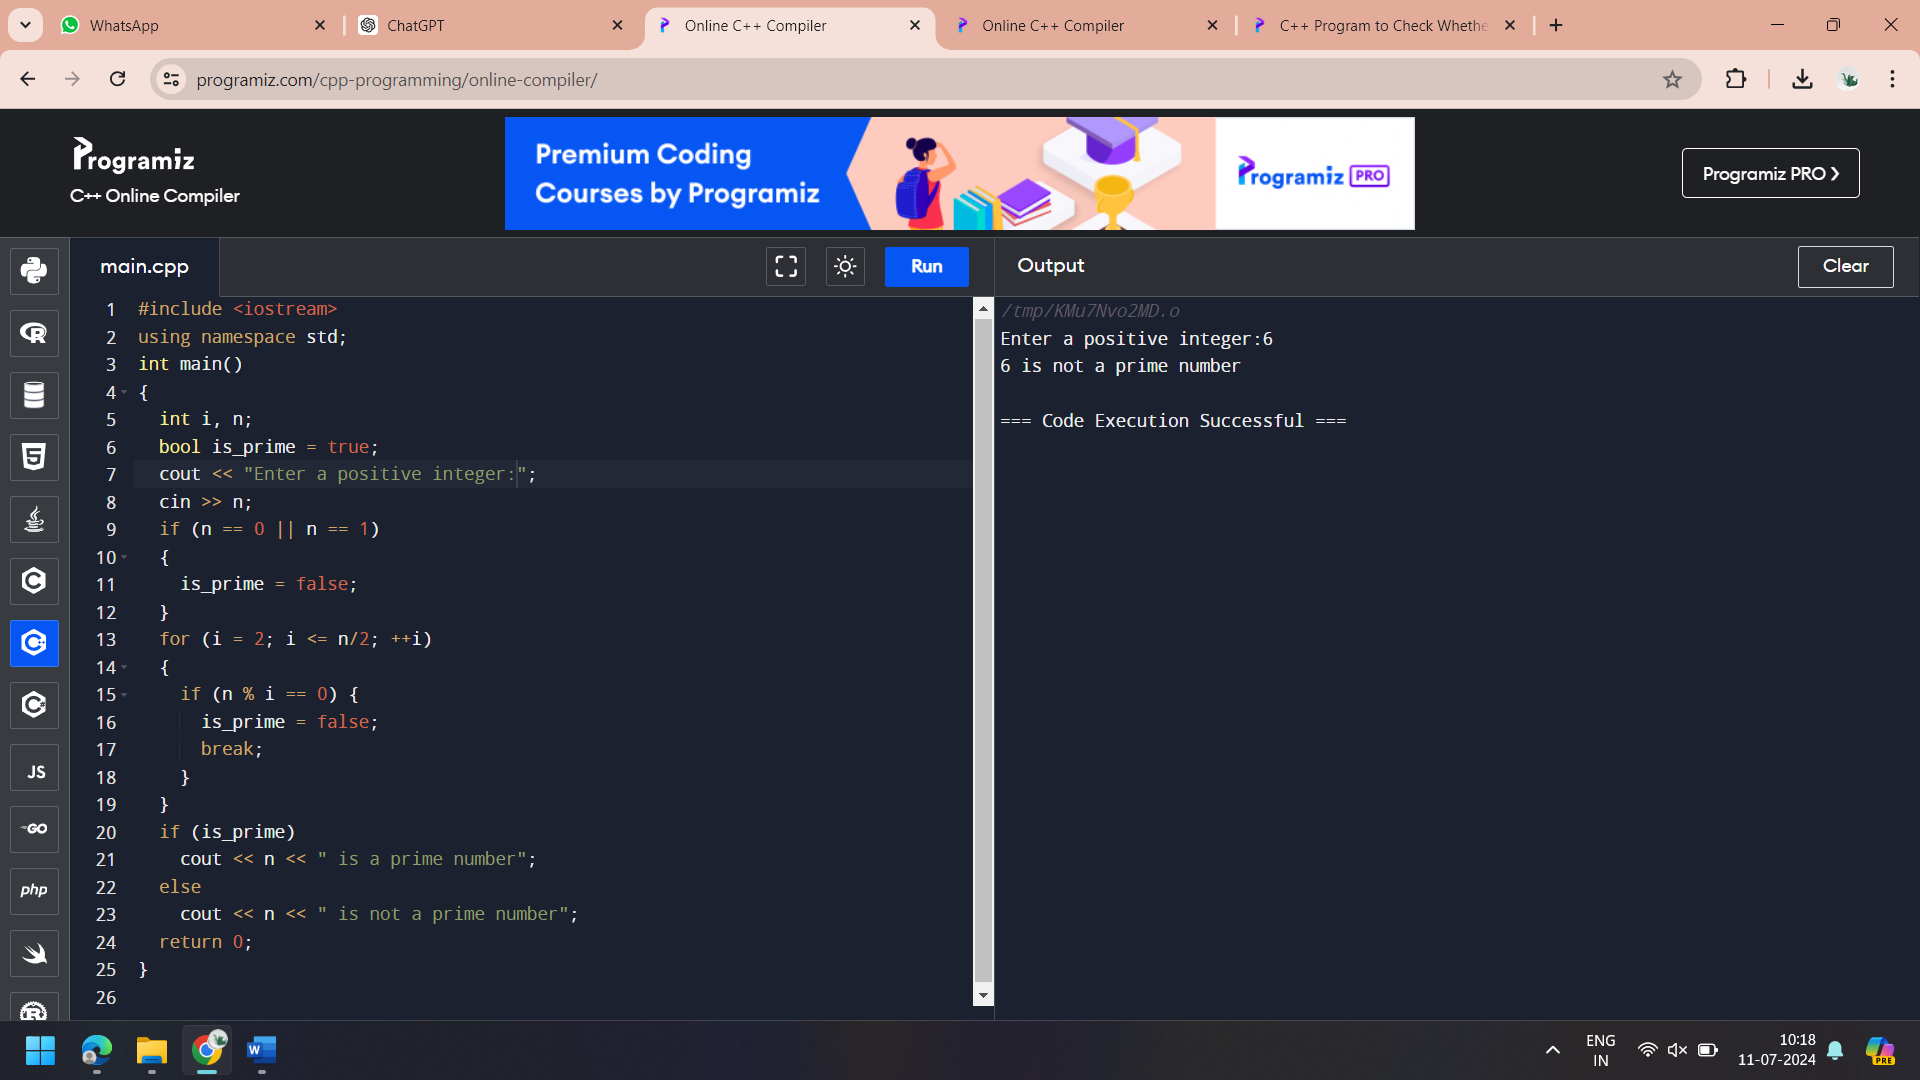 WhatsApp
ChatGPT
Online C++ Compiler
Online C++ Compiler
C++ Program to Check Whethe
programiz.com/cpp-programming/online-compiler/
Programiz
C++ Online Compiler
Premium Coding
Courses by Programiz
Programiz PRO
Programiz PRO
main.cpp
Run
Output
Clear
1 #include <iostream>
2 using namespace std;
3 int main()
4 {
5   int i, n;
6   bool is_prime = true;
7   cout << "Enter a positive integer:";
8   cin >> n;
9   if (n == 0 || n == 1)
10   {
11     is_prime = false;
12   }
13   for (i = 2; i <= n/2; ++i)
14   {
15     if (n % i == 0) {
16       is_prime = false;
17       break;
18     }
19   }
20   if (is_prime)
21     cout << n << " is a prime number";
22   else
23     cout << n << " is not a prime number";
24   return 0;
25 }
26
/tmp/KMu7Nvo2MD.o
Enter a positive integer:6
6 is not a prime number
=== Code Execution Successful ===
JS
GO
php
ENG
IN
10:18
11-07-2024
PRE